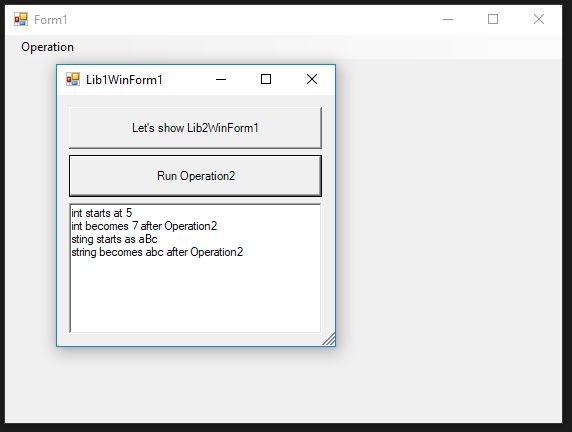 Form1
Operation
Lib1WinForm1
Let's show Lib2WinForm1
Run Operation2
int starts at 5
int becomes 7 after Operation2
sting starts as aBc
string becomes abc after Operation2